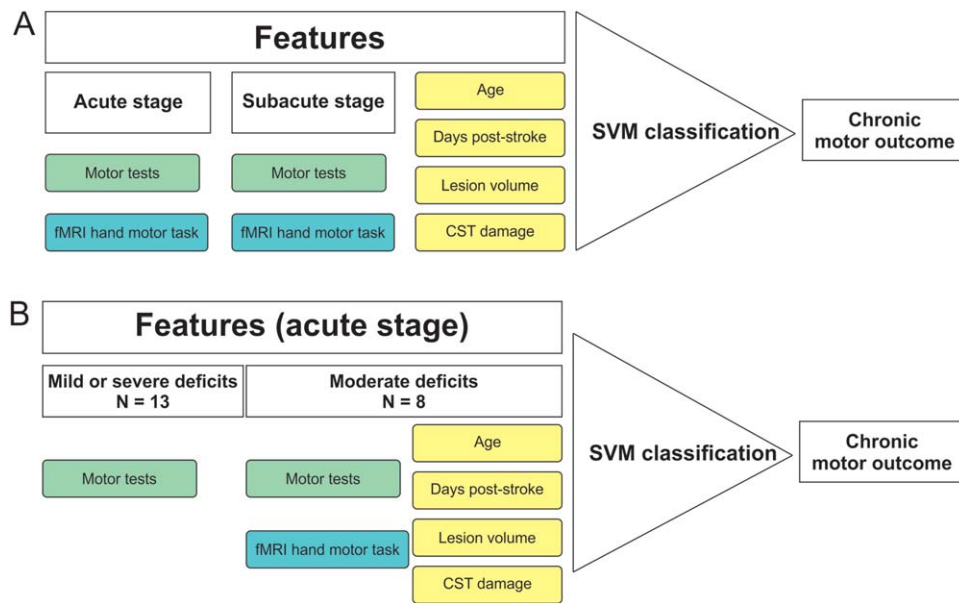 A
Features
Acute stage
Subacute stage
Age
Days post-stroke
Motor tests
Motor tests
Lesion volume
fMRI hand motor task
fMRI hand motor task
CST damage
SVM classification
Chronic
motor outcome
B
Features (acute stage)
Mild or severe deficits
N = 13
Moderate deficits
N = 8
Age
Motor tests
Motor tests
Days post-stroke
fMRI hand motor task
Lesion volume
CST damage
SVM classification
Chronic
motor outcome